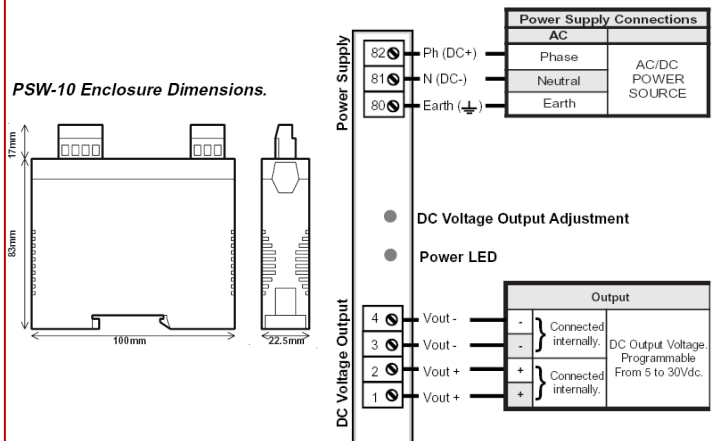 PSW-10 Enclosure Dimensions.
17mm
83mm
100mm
22.5mm
Power Supply
82 Ph (DC+)
81 N (DC-)
80 Earth (⏚)
Power Supply Connections
AC
Phase
Neutral
Earth
AC/DC
POWER
SOURCE
DC Voltage Output Adjustment
Power LED
DC Voltage Output
4 Vout -
3 Vout -
2 Vout +
1 Vout +
Output
-
-
} Connected
internally.
+
+
} Connected
internally.
DC Output Voltage.
Programmable
From 5 to 30Vdc.